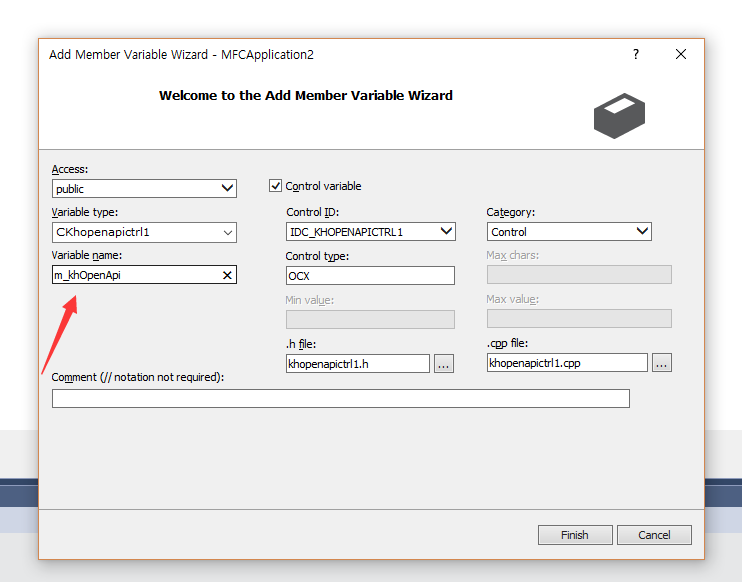 Add Member Variable Wizard - MFCApplication2
?
Welcome to the Add Member Variable Wizard
Access:
public
Control variable
Variable type:
CKhopenapictrl1
Control ID:
IDC_KHOPENAPICTRL1
Category:
Control
Variable name:
m_khOpenApi
Control type:
OCX
Max chars:
Min value:
Max value:
.h file:
khopenapictrl1.h
...
.cpp file:
khopenapictrl1.cpp
...
Comment (// notation not required):
Finish
Cancel